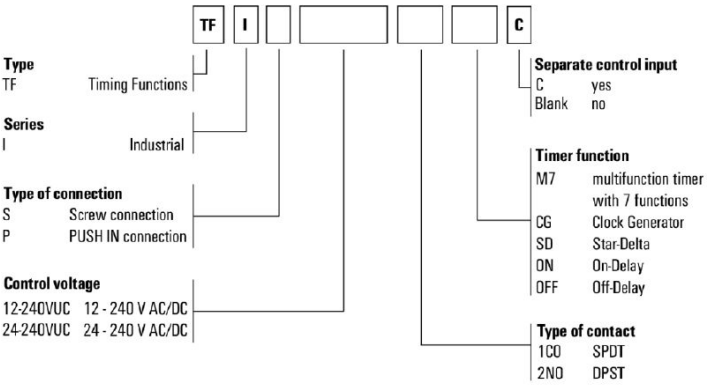 TF I C
Type
TF Timing Functions
Series
I Industrial
Type of connection
S Screw connection
P PUSH IN connection
Control voltage
12-240VUC 12 - 240 V AC/DC
24-240VUC 24 - 240 V AC/DC
Separate control input
C yes
Blank no
Timer function
M7 multifunction timer
with 7 functions
CG Clock Generator
SD Star-Delta
ON On-Delay
OFF Off-Delay
Type of contact
1CO SPDT
2NO DPST